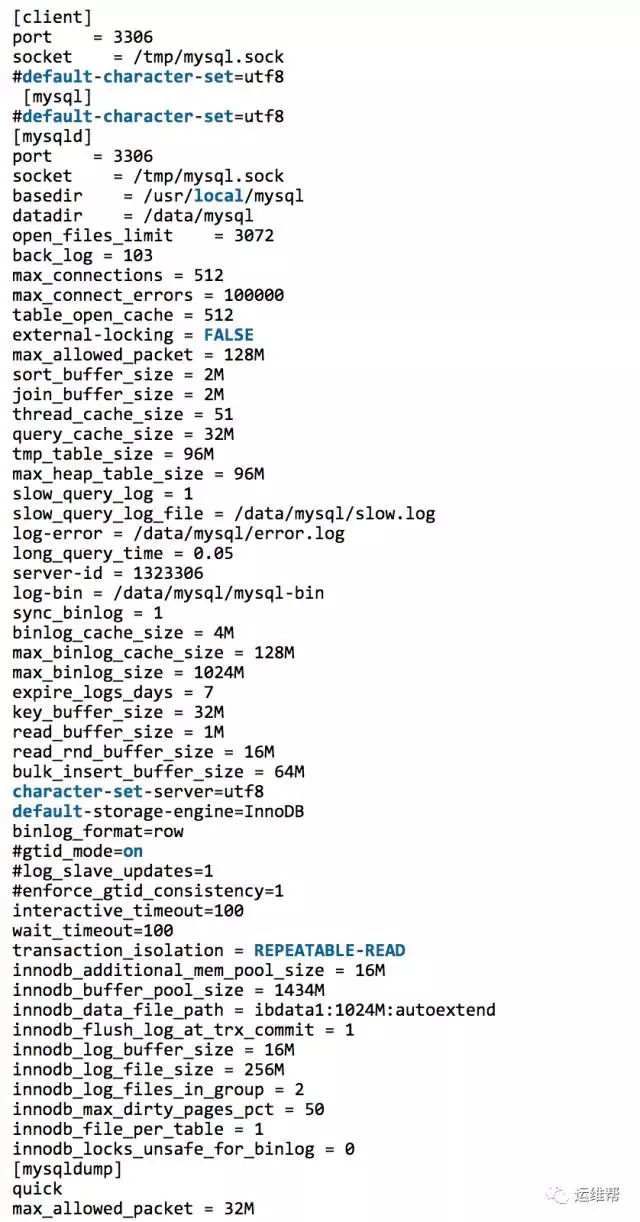 [client]
port    = 3306
socket    = /tmp/mysql.sock
#default-character-set=utf8
 [mysql]
#default-character-set=utf8
[mysqld]
port    = 3306
socket    = /tmp/mysql.sock
basedir    = /usr/local/mysql
datadir    = /data/mysql
open_files_limit    = 3072
back_log = 103
max_connections = 512
max_connect_errors = 100000
table_open_cache = 512
external-locking = FALSE
max_allowed_packet = 128M
sort_buffer_size = 2M
join_buffer_size = 2M
thread_cache_size = 51
query_cache_size = 32M
tmp_table_size = 96M
max_heap_table_size = 96M
slow_query_log = 1
slow_query_log_file = /data/mysql/slow.log
log-error = /data/mysql/error.log
long_query_time = 0.05
server-id = 1323306
log-bin = /data/mysql/mysql-bin
sync_binlog = 1
binlog_cache_size = 4M
max_binlog_cache_size = 128M
max_binlog_size = 1024M
expire_logs_days = 7
key_buffer_size = 32M
read_buffer_size = 1M
read_rnd_buffer_size = 16M
bulk_insert_buffer_size = 64M
character-set-server=utf8
default-storage-engine=InnoDB
binlog_format=row
#gtid_mode=on
#log_slave_updates=1
#enforce_gtid_consistency=1
interactive_timeout=100
wait_timeout=100
transaction_isolation = REPEATABLE-READ
innodb_additional_mem_pool_size = 16M
innodb_buffer_pool_size = 1434M
innodb_data_file_path = ibdata1:1024M:autoextend
innodb_flush_log_at_trx_commit = 1
innodb_log_buffer_size = 16M
innodb_log_file_size = 256M
innodb_log_files_in_group = 2
innodb_max_dirty_pages_pct = 50
innodb_file_per_table = 1
innodb_locks_unsafe_for_binlog = 0
[mysqldump]
quick
max_allowed_packet = 32M
运维帮